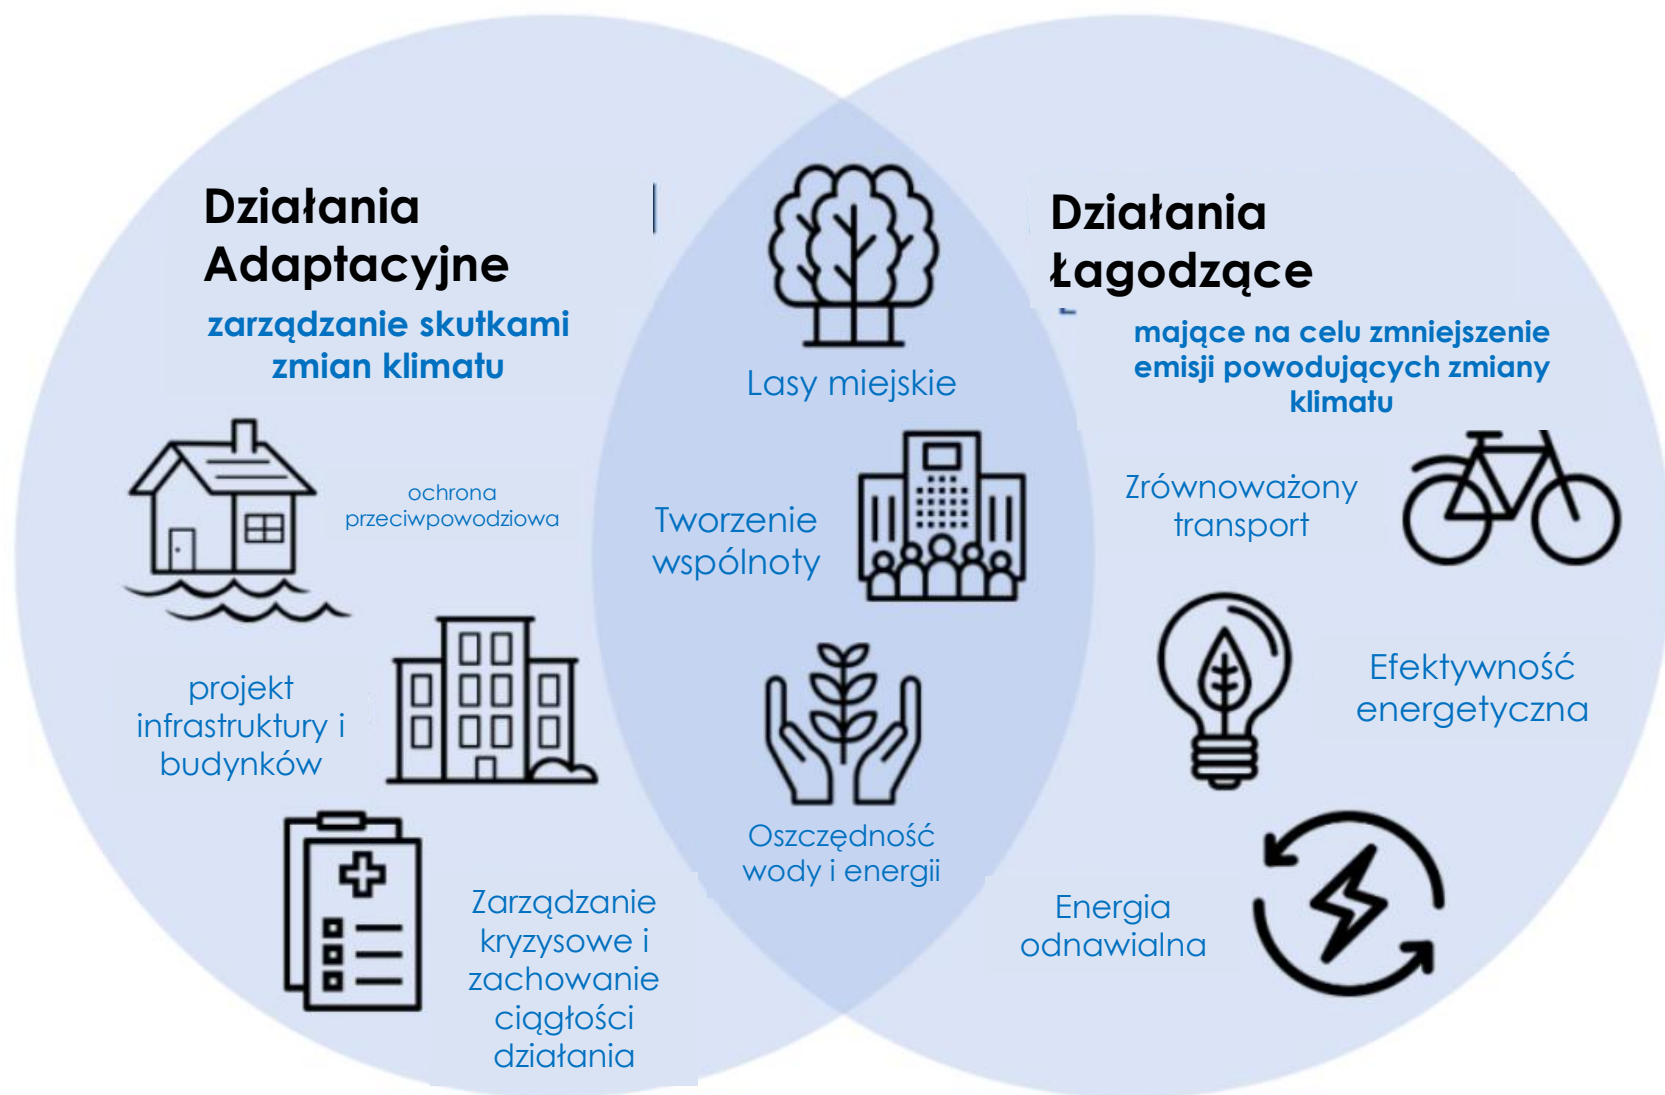 Działania
Adaptacyjne
zarządzanie skutkami
zmian klimatu
ochrona
przeciwpowodziowa
projekt
infrastruktury i
budynków
Zarządzanie
kryzysowe i
zachowanie
ciągłości
działania
Lasy miejskie
Tworzenie
wspólnoty
Oszczędność
wody i energii
Działania
Łagodzące
mające na celu zmniejszenie
emisji powodujących zmiany
klimatu
Zrównoważony
transport
Efektywność
energetyczna
Energia
odnawialna